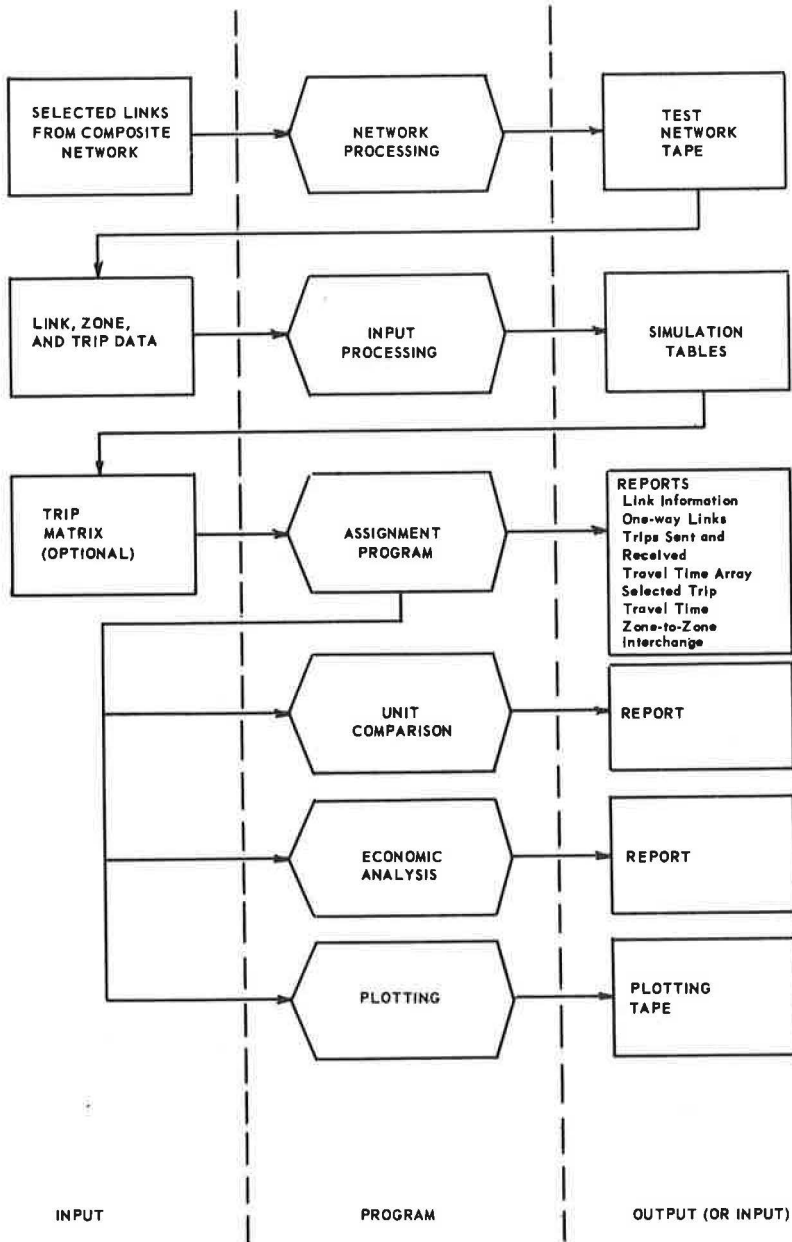 SELECTED LINKS
FROM COMPOSITE
NETWORK
NETWORK
PROCESSING
TEST
NETWORK
TAPE
LINK, ZONE,
AND TRIP DATA
INPUT
PROCESSING
SIMULATION
TABLES
TRIP
MATRIX
(OPTIONAL)
ASSIGNMENT
PROGRAM
REPORTS
Link Information
One-way Links
Trips Sent and
Received
Travel Time Array
Selected Trip
Travel Time
Zone-to-Zone
Interchange
UNIT
COMPARISON
REPORT
ECONOMIC
ANALYSIS
REPORT
PLOTTING
PLOTTING
TAPE
INPUT
PROGRAM
OUTPUT (OR INPUT)